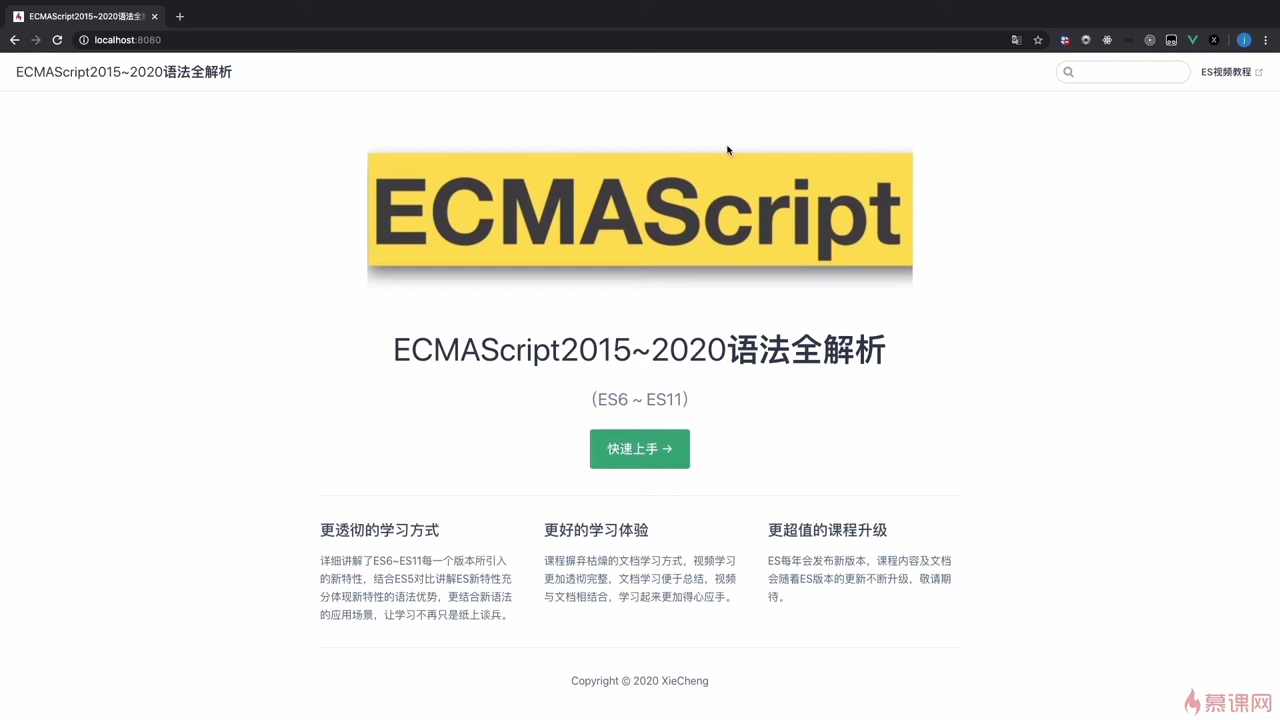 ECMAScript2015~2020语法全
localhost:8080
ECMAScript2015~2020语法全解析
ES视频教程
ECMAScript
ECMAScript2015~2020语法全解析
（ES6 ~ ES11）
快速上手 →
更透彻的学习方式
详细讲解了ES6~ES11每一个版本所引入
的新特性，结合ES5对比讲解ES新特性充
分体现新特性的语法优势，更结合新语法
的应用场景，让学习不再只是纸上谈兵。
更好的学习体验
课程摒弃枯燥的文档学习方式，视频学习
更加透彻完整，文档学习便于总结，视频
与文档相结合，学习起来更加得心应手。
更超值的课程升级
ES每年会发布新版本，课程内容及文档
会随着ES版本的更新不断升级，敬请期
待。
Copyright © 2020 XieCheng
慕课网